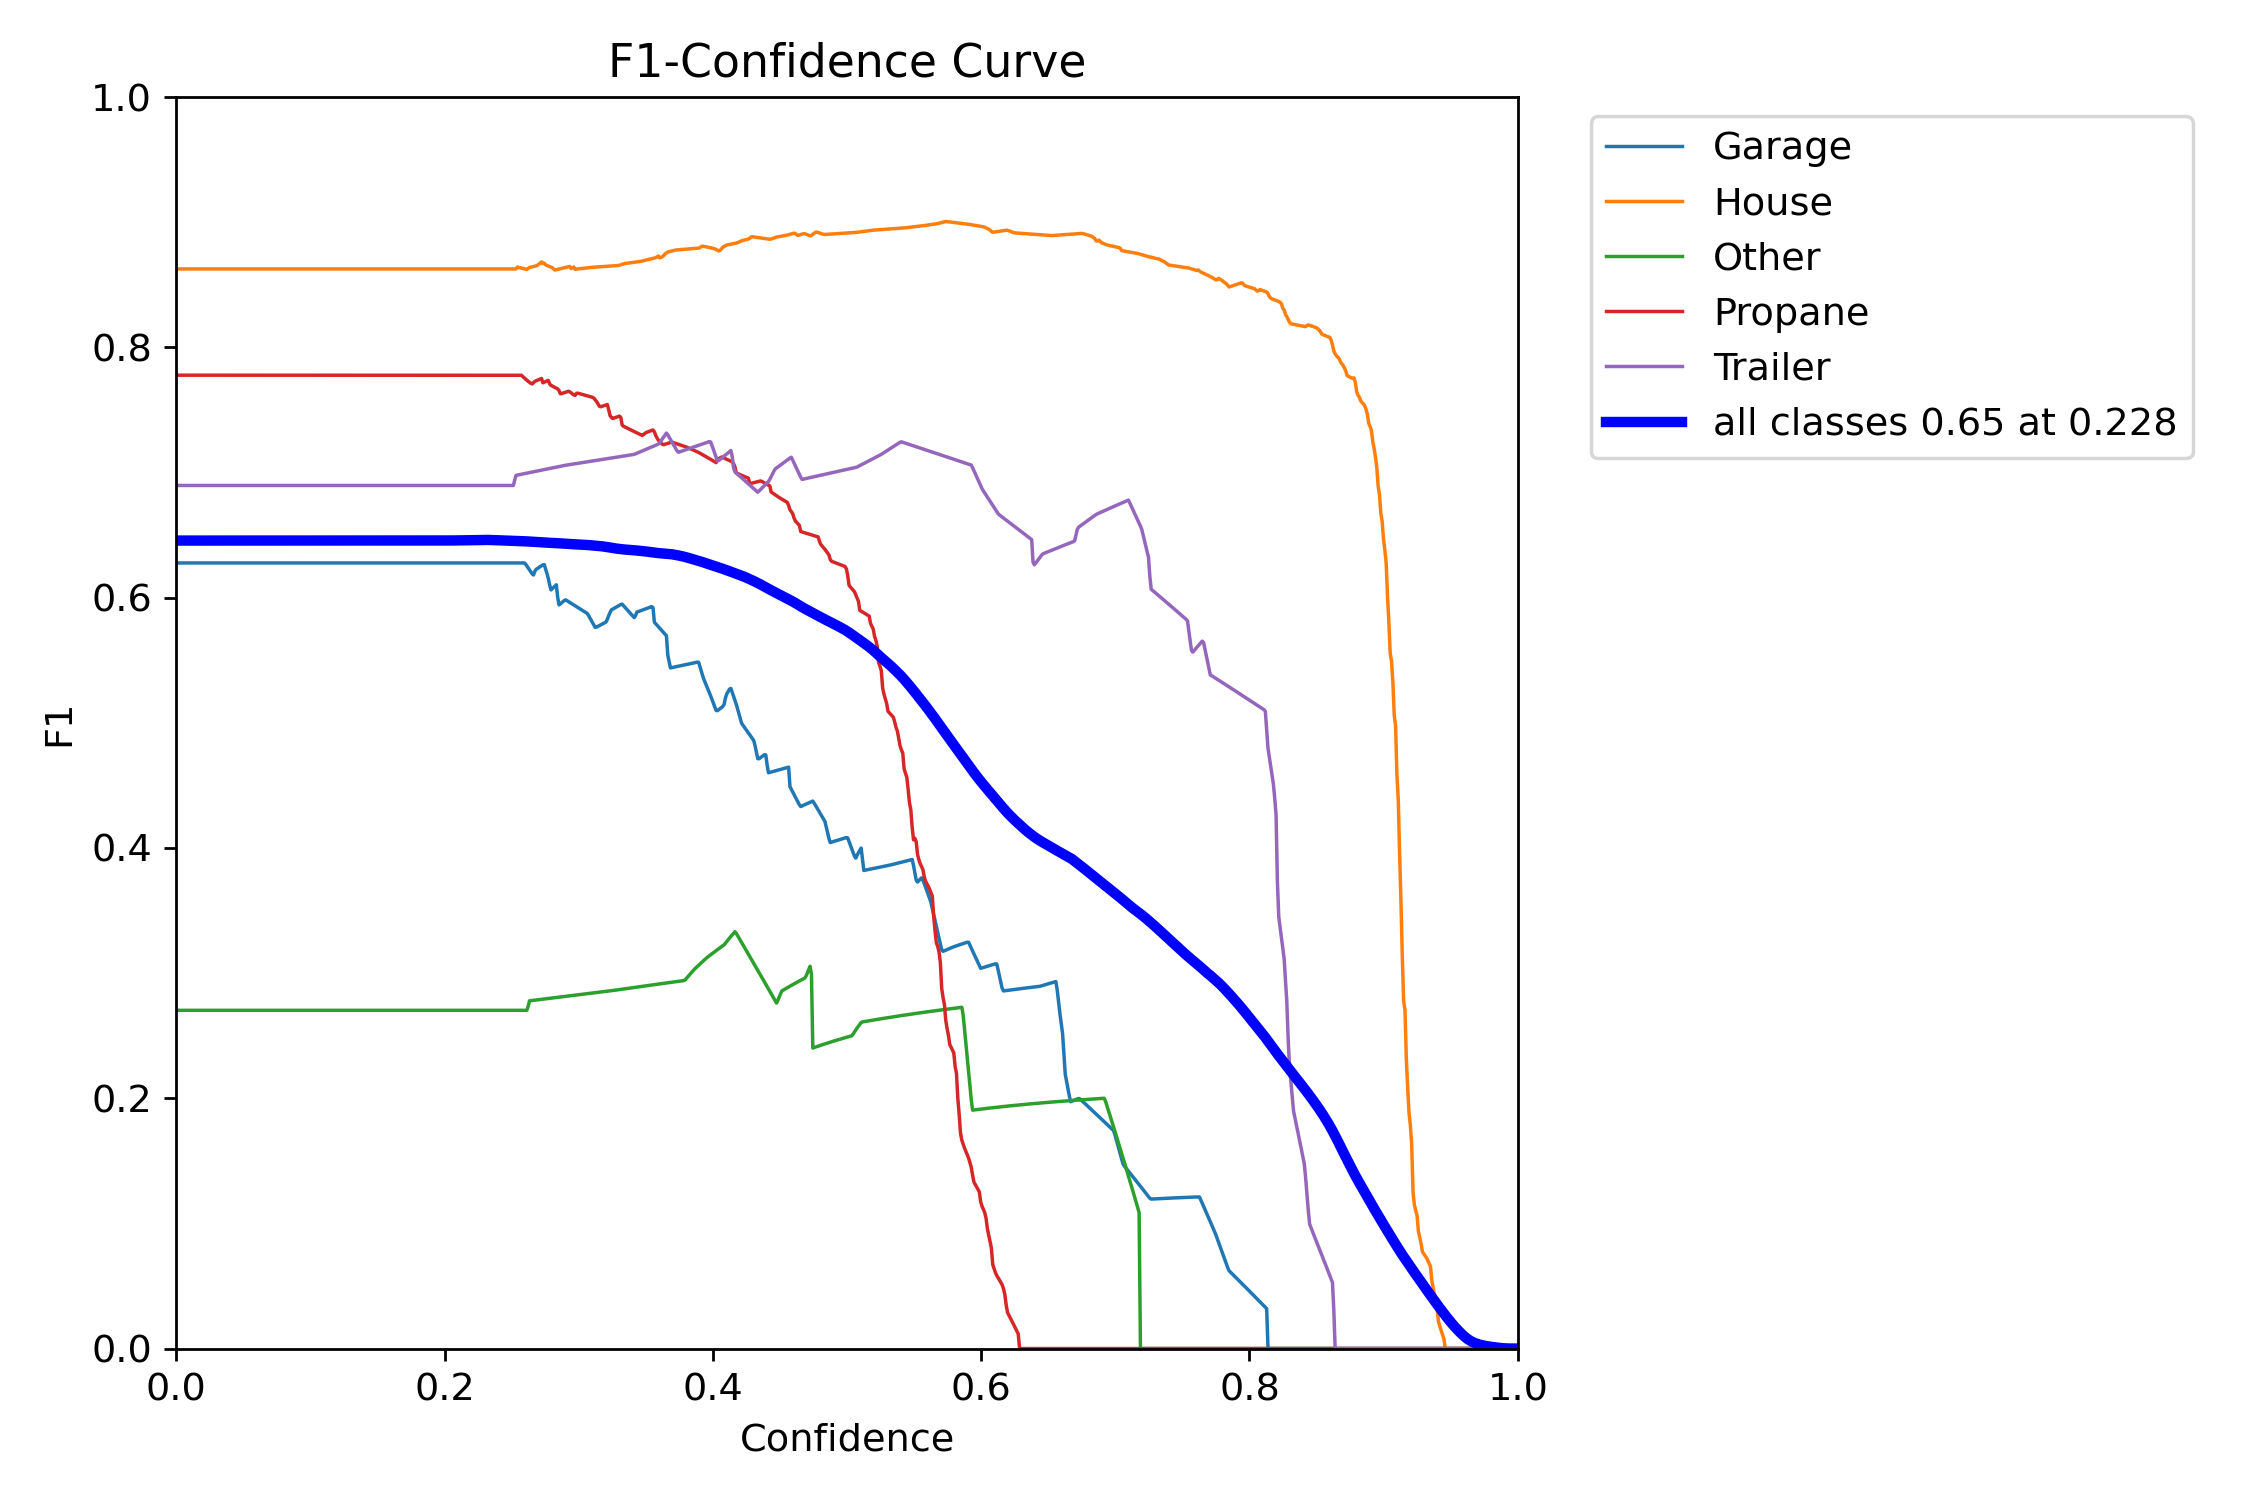 F1-Confidence Curve
1.0
0.8
0.6
0.4
0.2
0.0
F1
0.0 0.2 0.4 0.6 0.8 1.0
Confidence
Garage
House
Other
Propane
Trailer
all classes 0.65 at 0.228